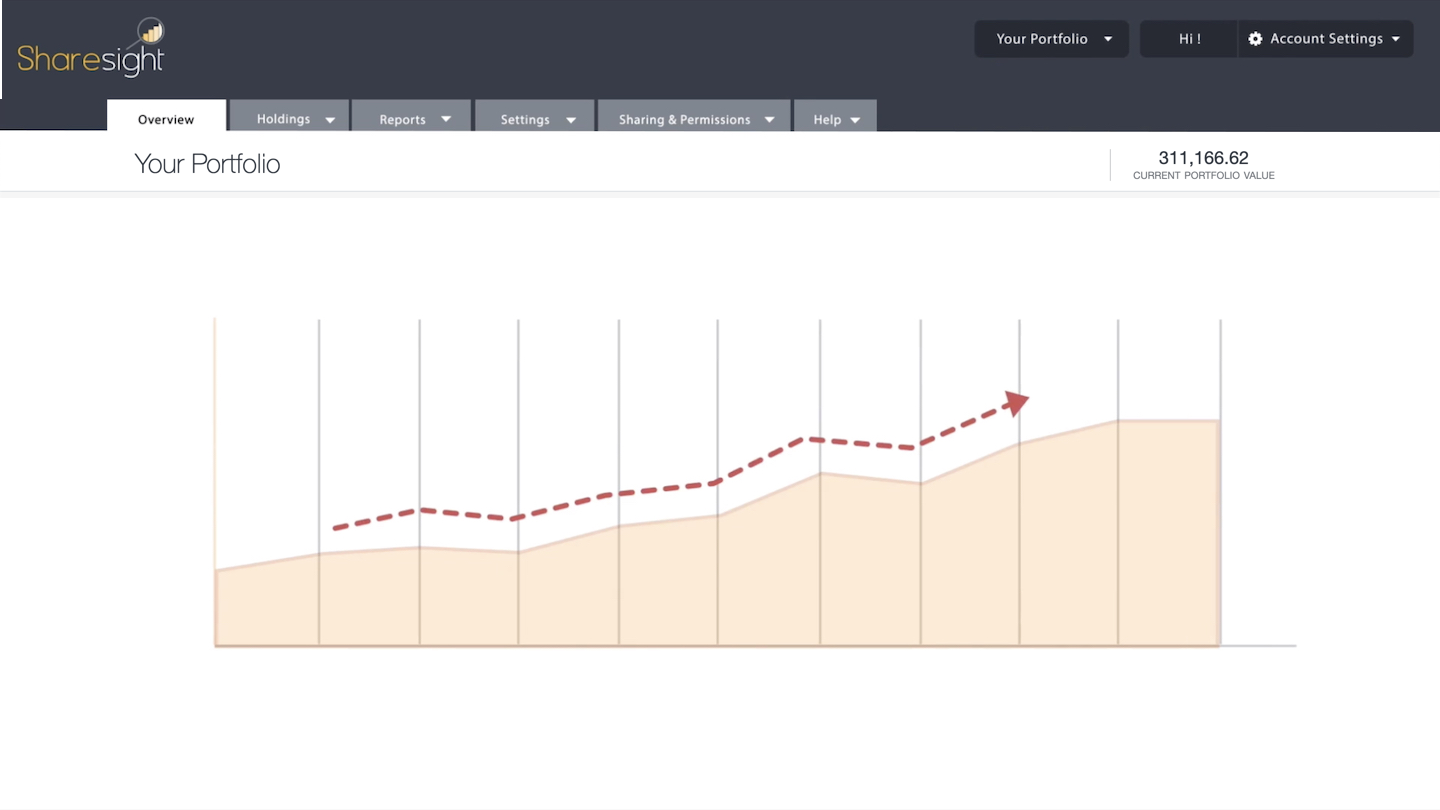 Sharesight
Your Portfolio
Hi !
Account Settings
Overview
Holdings
Reports
Settings
Sharing & Permissions
Help
Your Portfolio
311,166.62
CURRENT PORTFOLIO VALUE